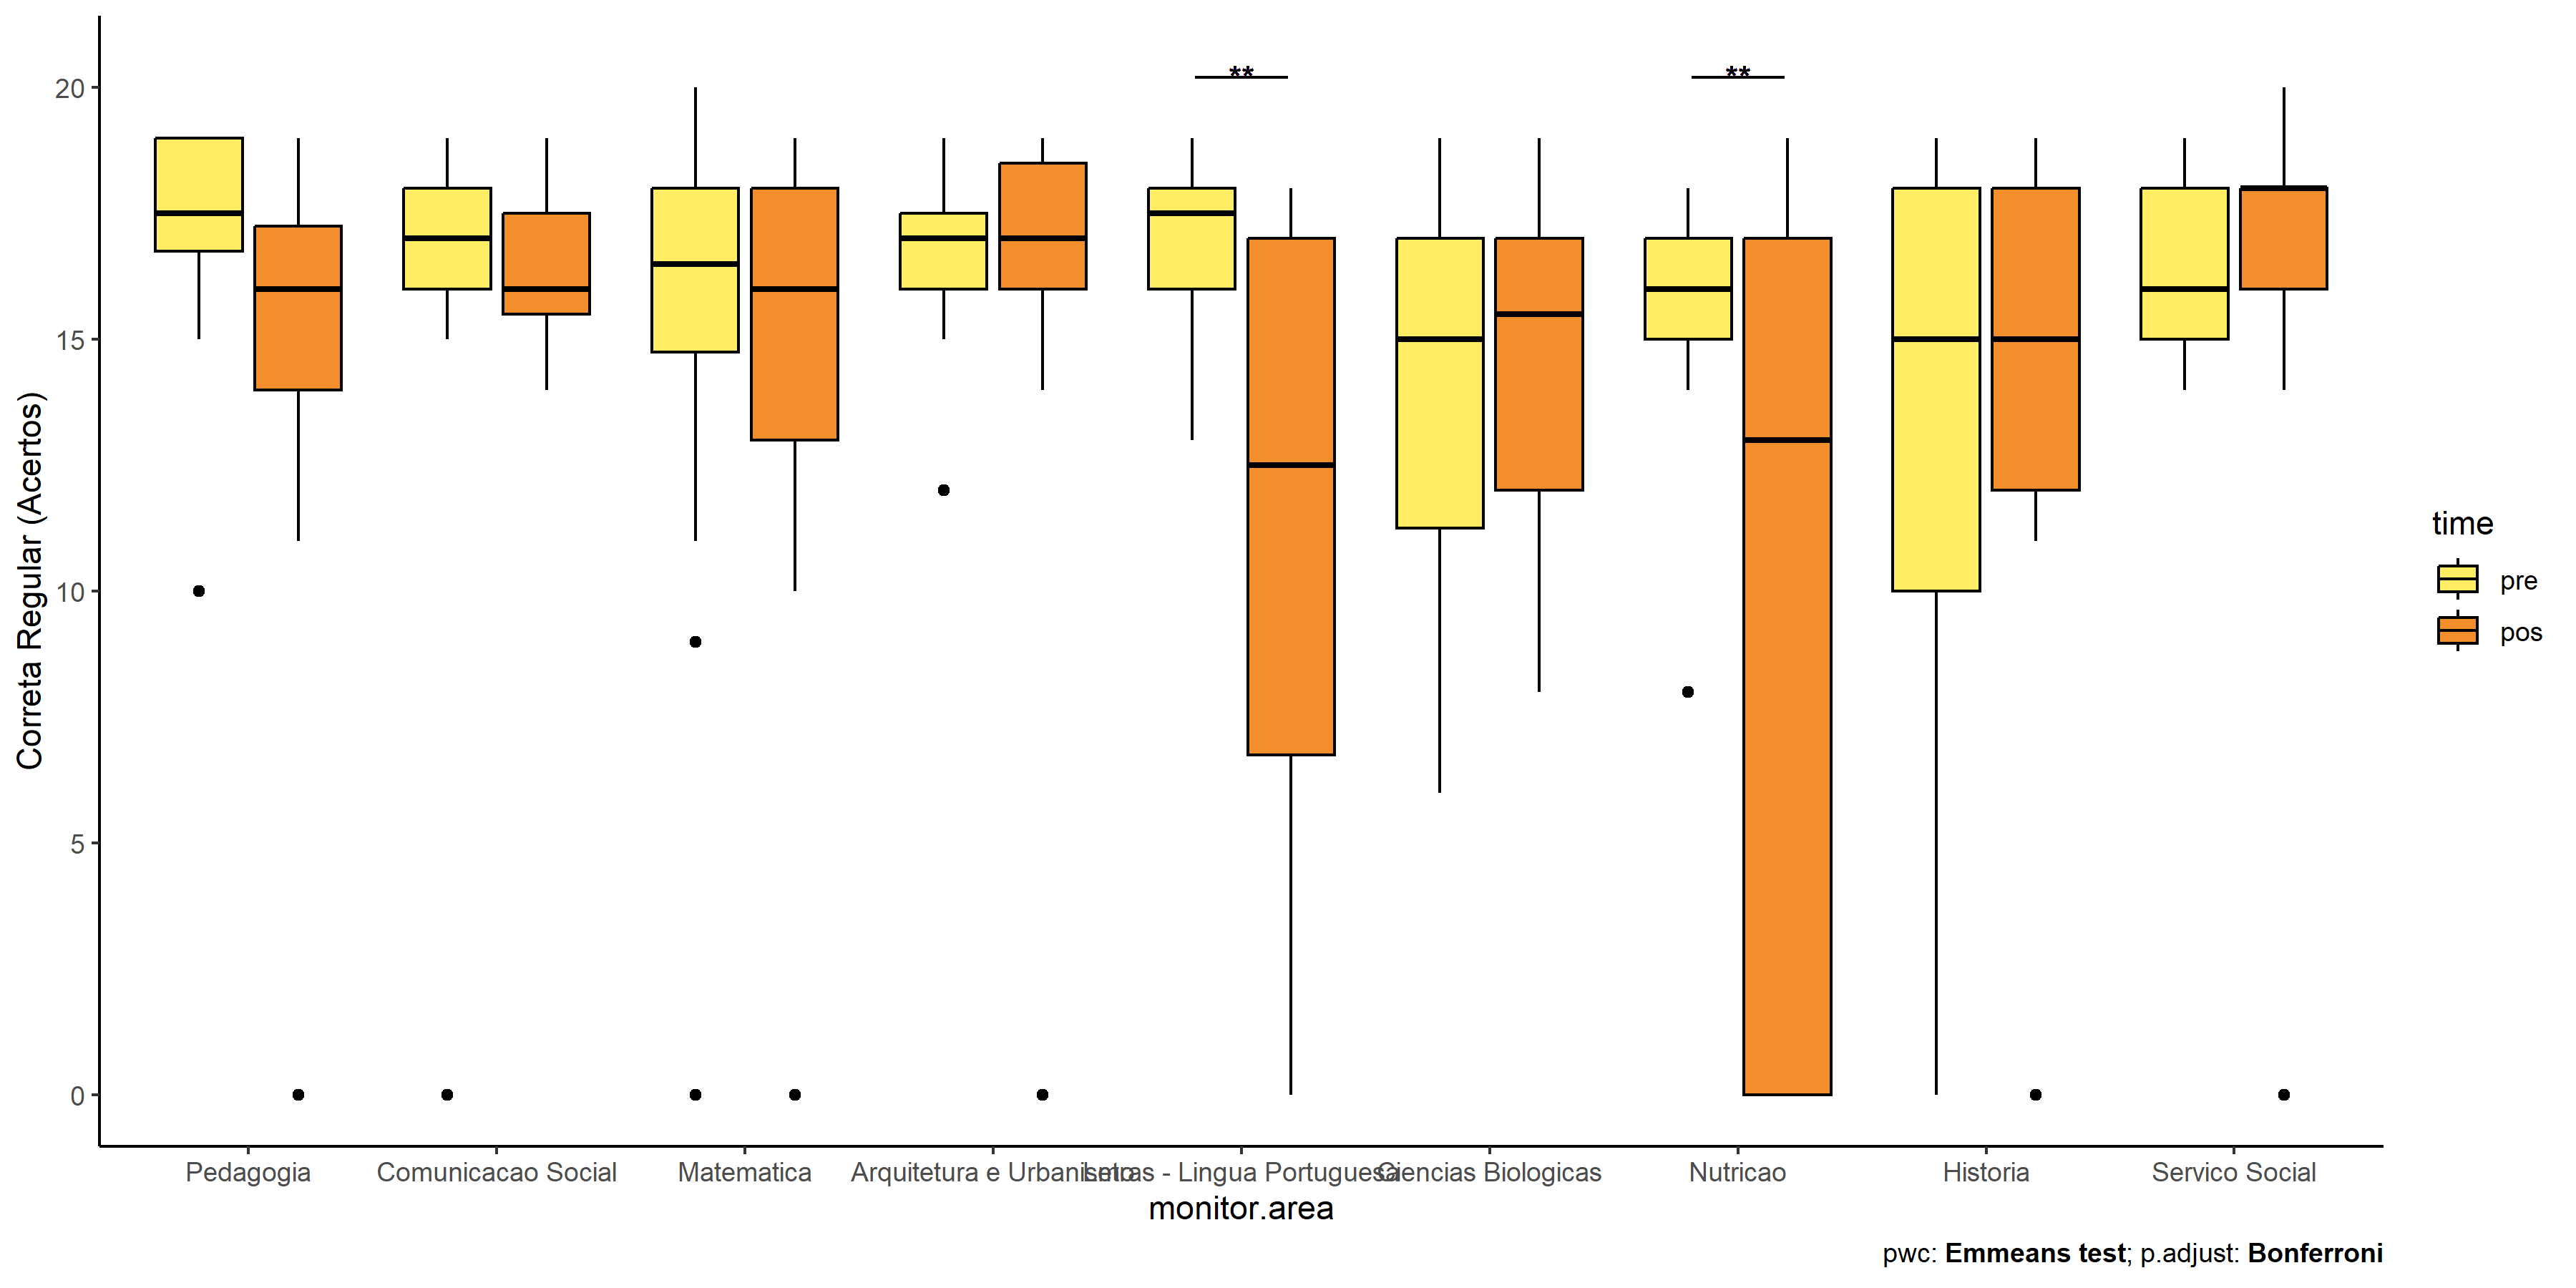 ** **
20
15
10
5
0
Correta Regular (Acertos)
time
pre
pos
Pedagogia Comunicacao Social Matematica Arquitetura e Urbanismo Letras - Lingua Portuguesa Ciencias Biologicas Nutricao Historia Servico Social
monitor.area
pwc: Emmeans test; p.adjust: Bonferroni